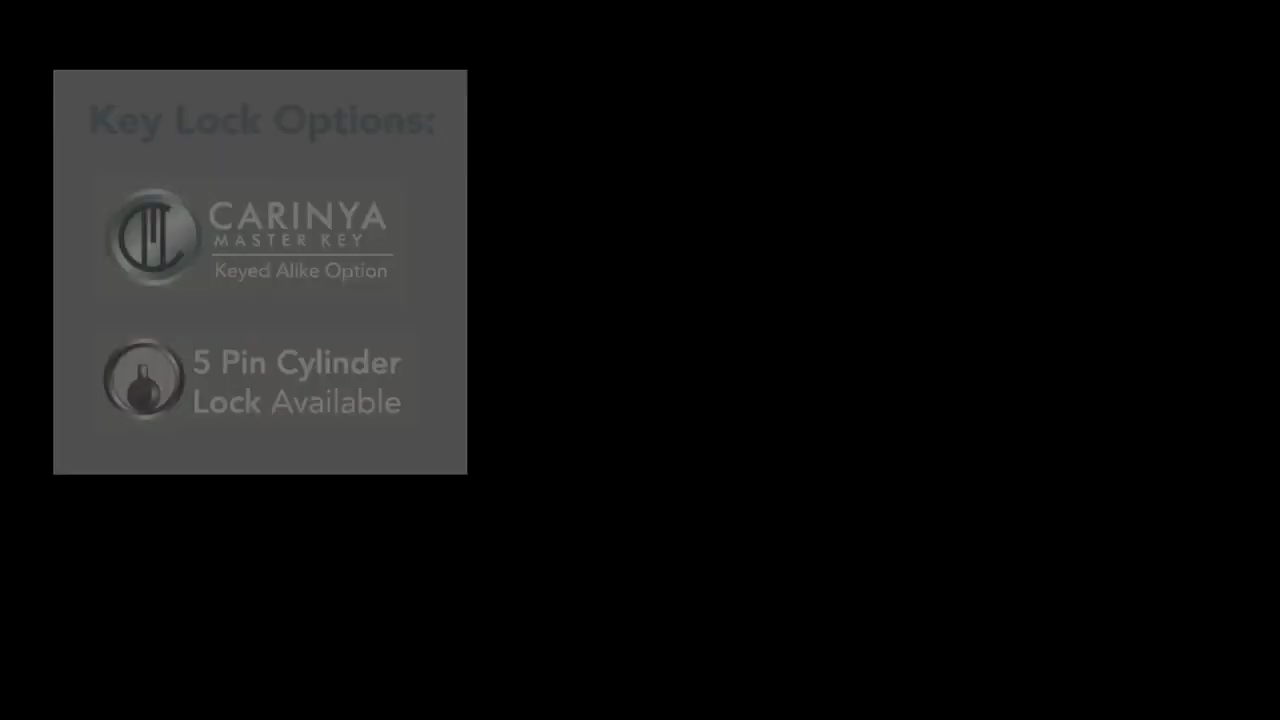 Key Lock Options:
CARINYA
MASTER KEY
Keyed Alike Option
5 Pin Cylinder
Lock Available